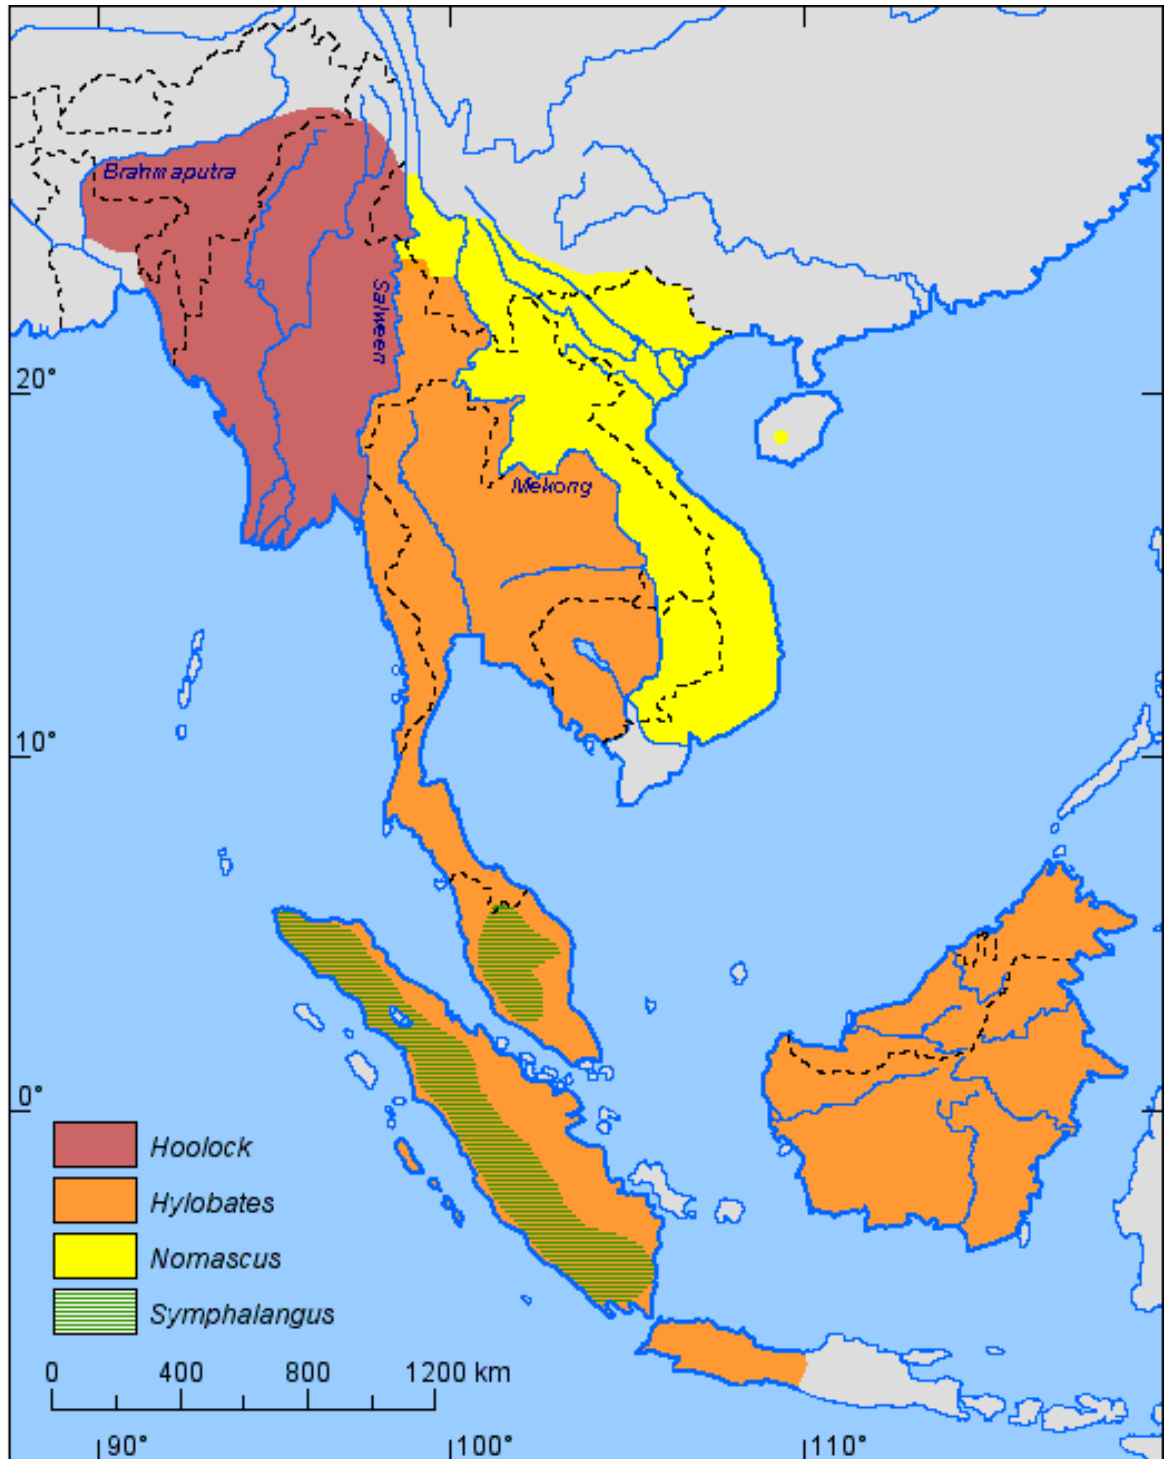 Brahmaputra
Salween
20°
Mekong
10°
0°
Hoolock
Hylobates
Nomascus
Symphalangus
0 400 800 1200 km
90° 100° 110°